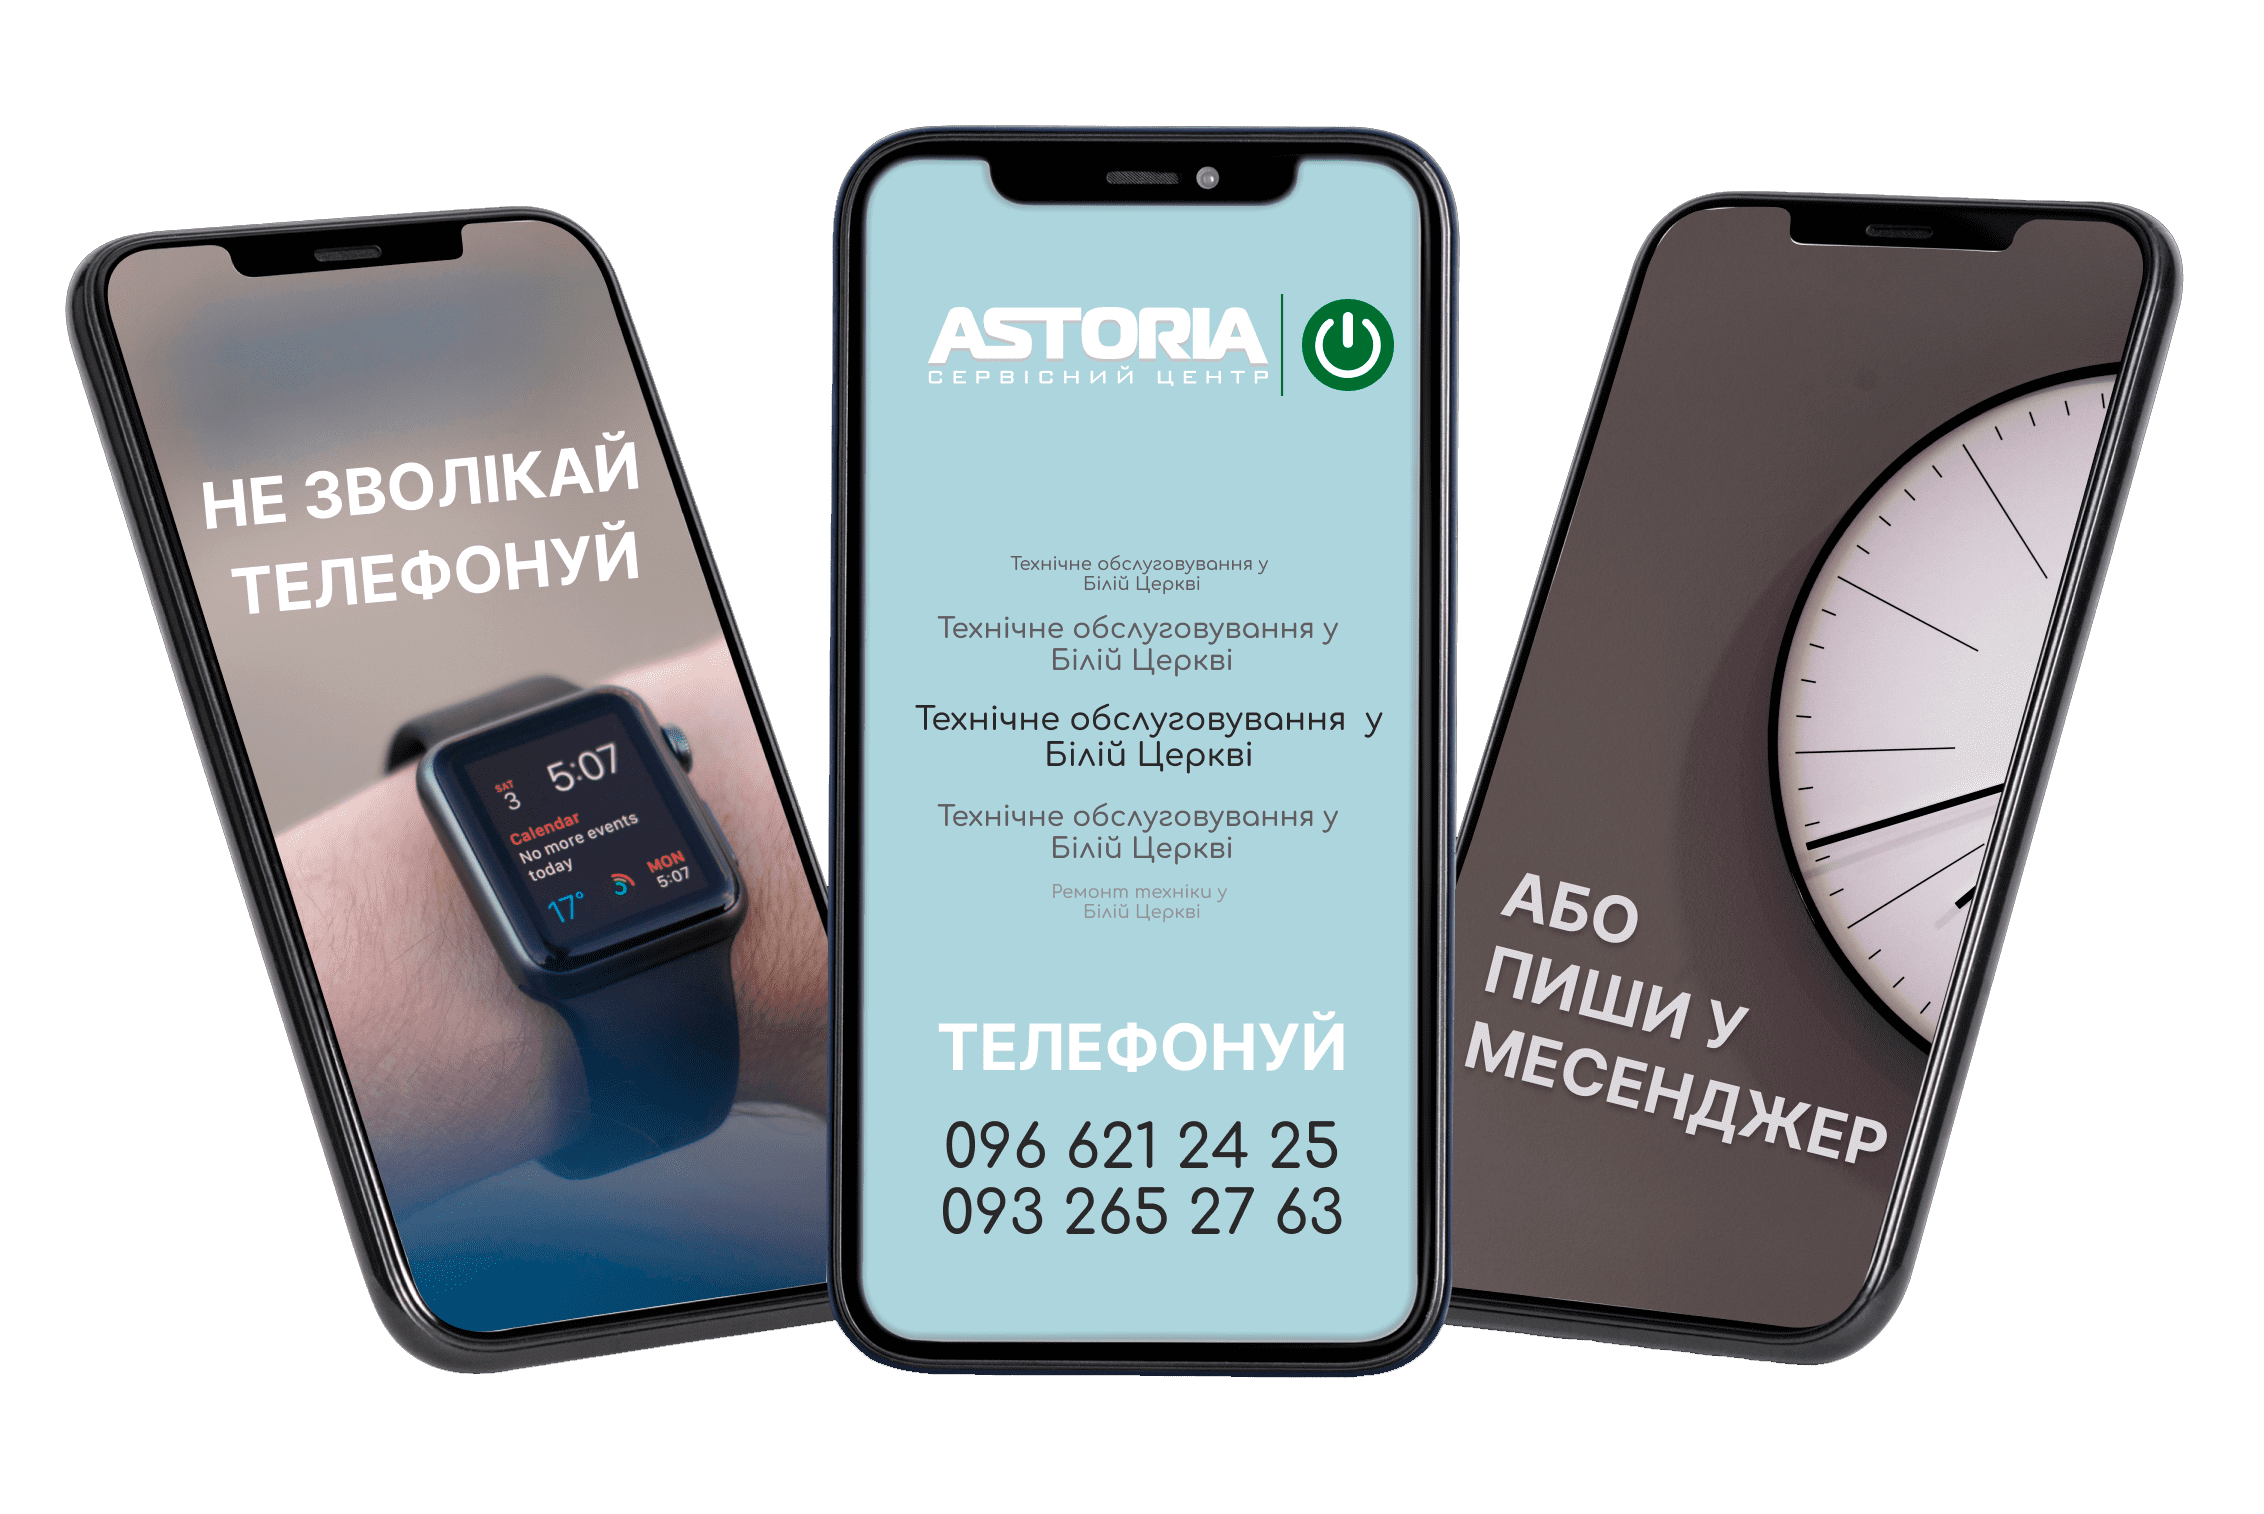 НЕ ЗВОЛІКАЙ
ТЕЛЕФОНУЙ
SAT
3
5:07
Calendar
No more events
today
17°
3
MON
5:07
ASTORIA
СЕРВІСНИЙ ЦЕНТР
Технічне обслуговування у
Білій Церкві
Технічне обслуговування у
Білій Церкві
Технічне обслуговування у
Білій Церкві
Технічне обслуговування у
Білій Церкві
Ремонт техніки у
Білій Церкві
ТЕЛЕФОНУЙ
096 621 24 25
093 265 27 63
АБО
ПИШИ У
МЕСЕНДЖЕР